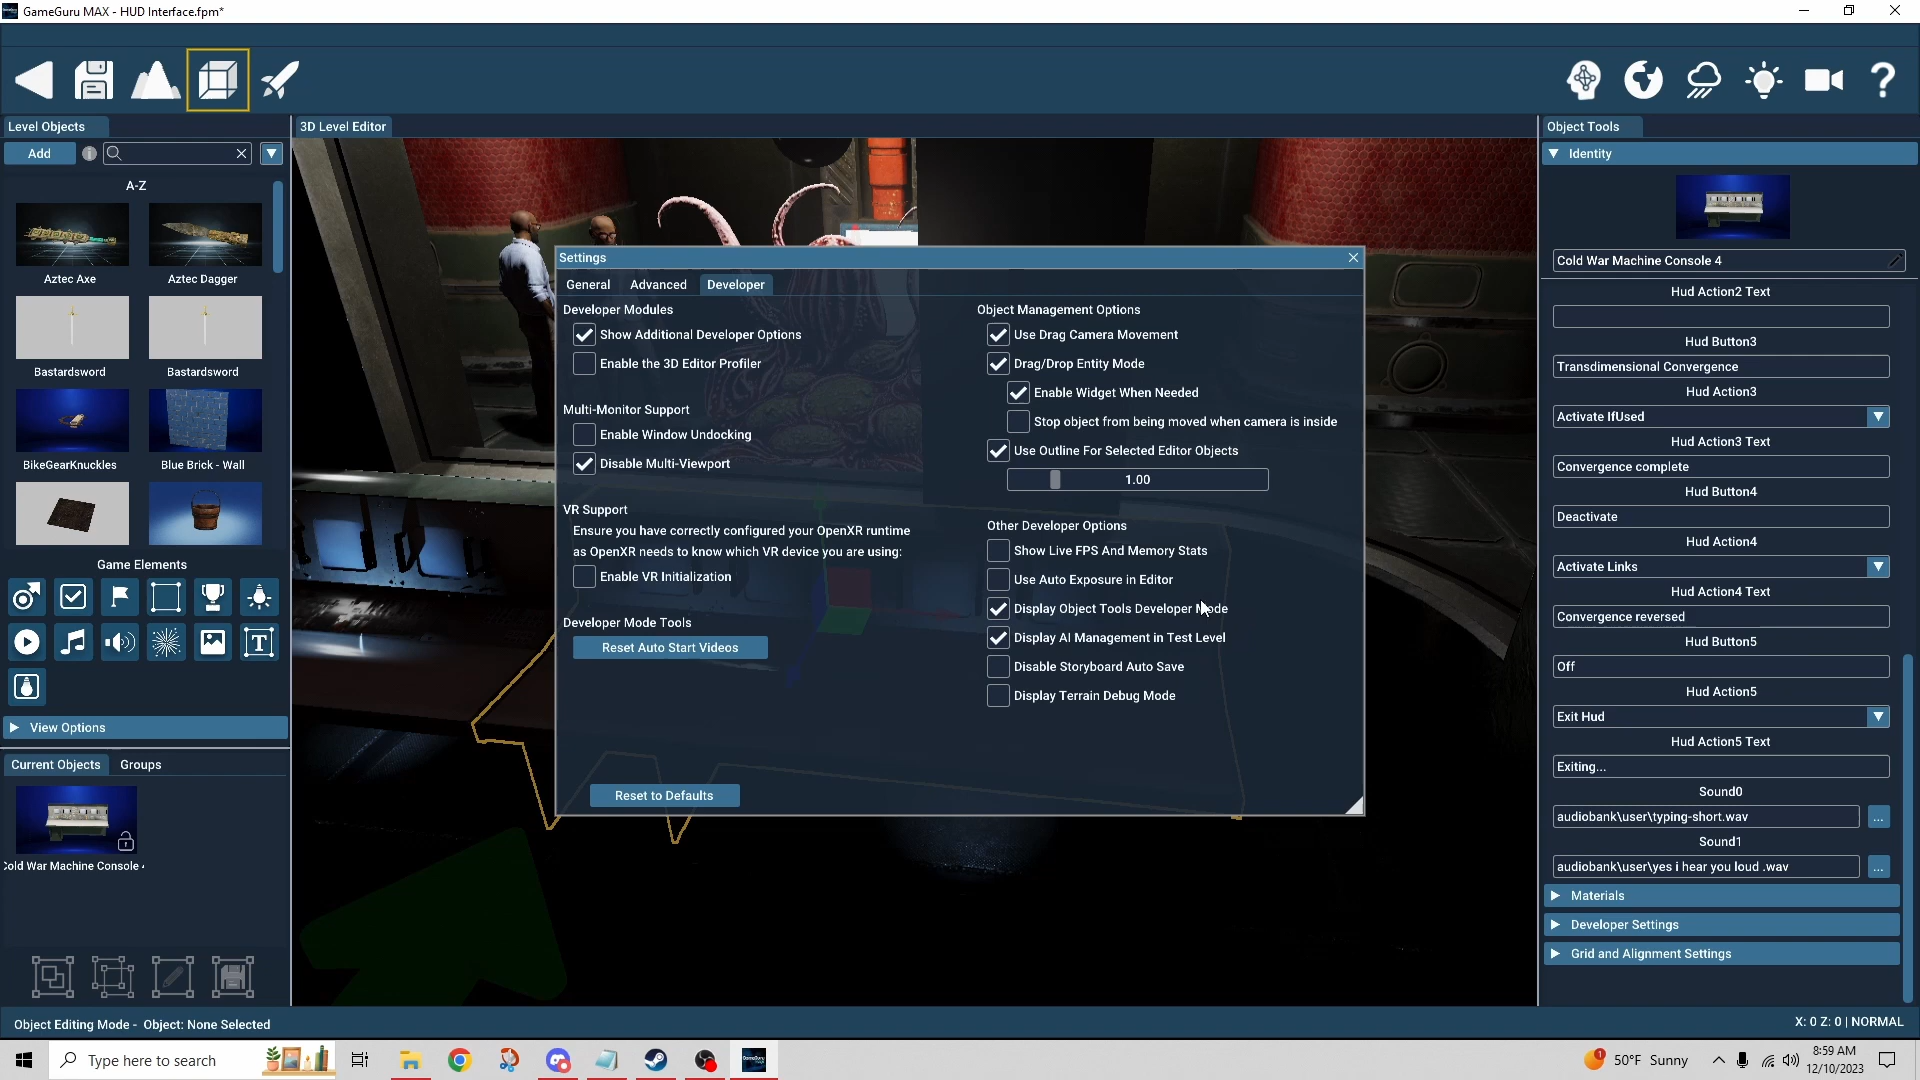 GameGuru MAX - HUD Interface.fpm*
Level Objects
Add
A-Z
Aztec Axe
Aztec Dagger
Bastardsword
Bastardsword
BikeGearKnuckles
Blue Brick - Wall
Game Elements
View Options
Current Objects
Groups
Cold War Machine Console 4
3D Level Editor
Settings
General
Advanced
Developer
Developer Modules
Show Additional Developer Options
Enable the 3D Editor Profiler
Multi-Monitor Support
Enable Window Undocking
Disable Multi-Viewport
VR Support
Ensure you have correctly configured your OpenXR runtime
as OpenXR needs to know which VR device you are using:
Enable VR Initialization
Developer Mode Tools
Reset Auto Start Videos
Reset to Defaults
Object Management Options
Use Drag Camera Movement
Drag/Drop Entity Mode
Enable Widget When Needed
Stop object from being moved when camera is inside
Use Outline For Selected Editor Objects
1.00
Other Developer Options
Show Live FPS And Memory Stats
Use Auto Exposure in Editor
Display Object Tools Developer Mode
Display AI Management in Test Level
Disable Storyboard Auto Save
Display Terrain Debug Mode
Object Tools
Identity
Cold War Machine Console 4
Hud Action2 Text
Hud Button3
Transdimensional Convergence
Hud Action3
Activate IfUsed
Hud Action3 Text
Convergence complete
Hud Button4
Deactivate
Hud Action4
Activate Links
Hud Action4 Text
Convergence reversed
Hud Button5
Off
Hud Action5
Exit Hud
Hud Action5 Text
Exiting...
Sound0
audiobank\user\typing-short.wav
...
Sound1
audiobank\user\yes i hear you loud .wav
...
Materials
Developer Settings
Grid and Alignment Settings
Object Editing Mode - Object: None Selected
X: 0 Z: 0 | NORMAL
Type here to search
50°F Sunny
8:59 AM
12/10/2023